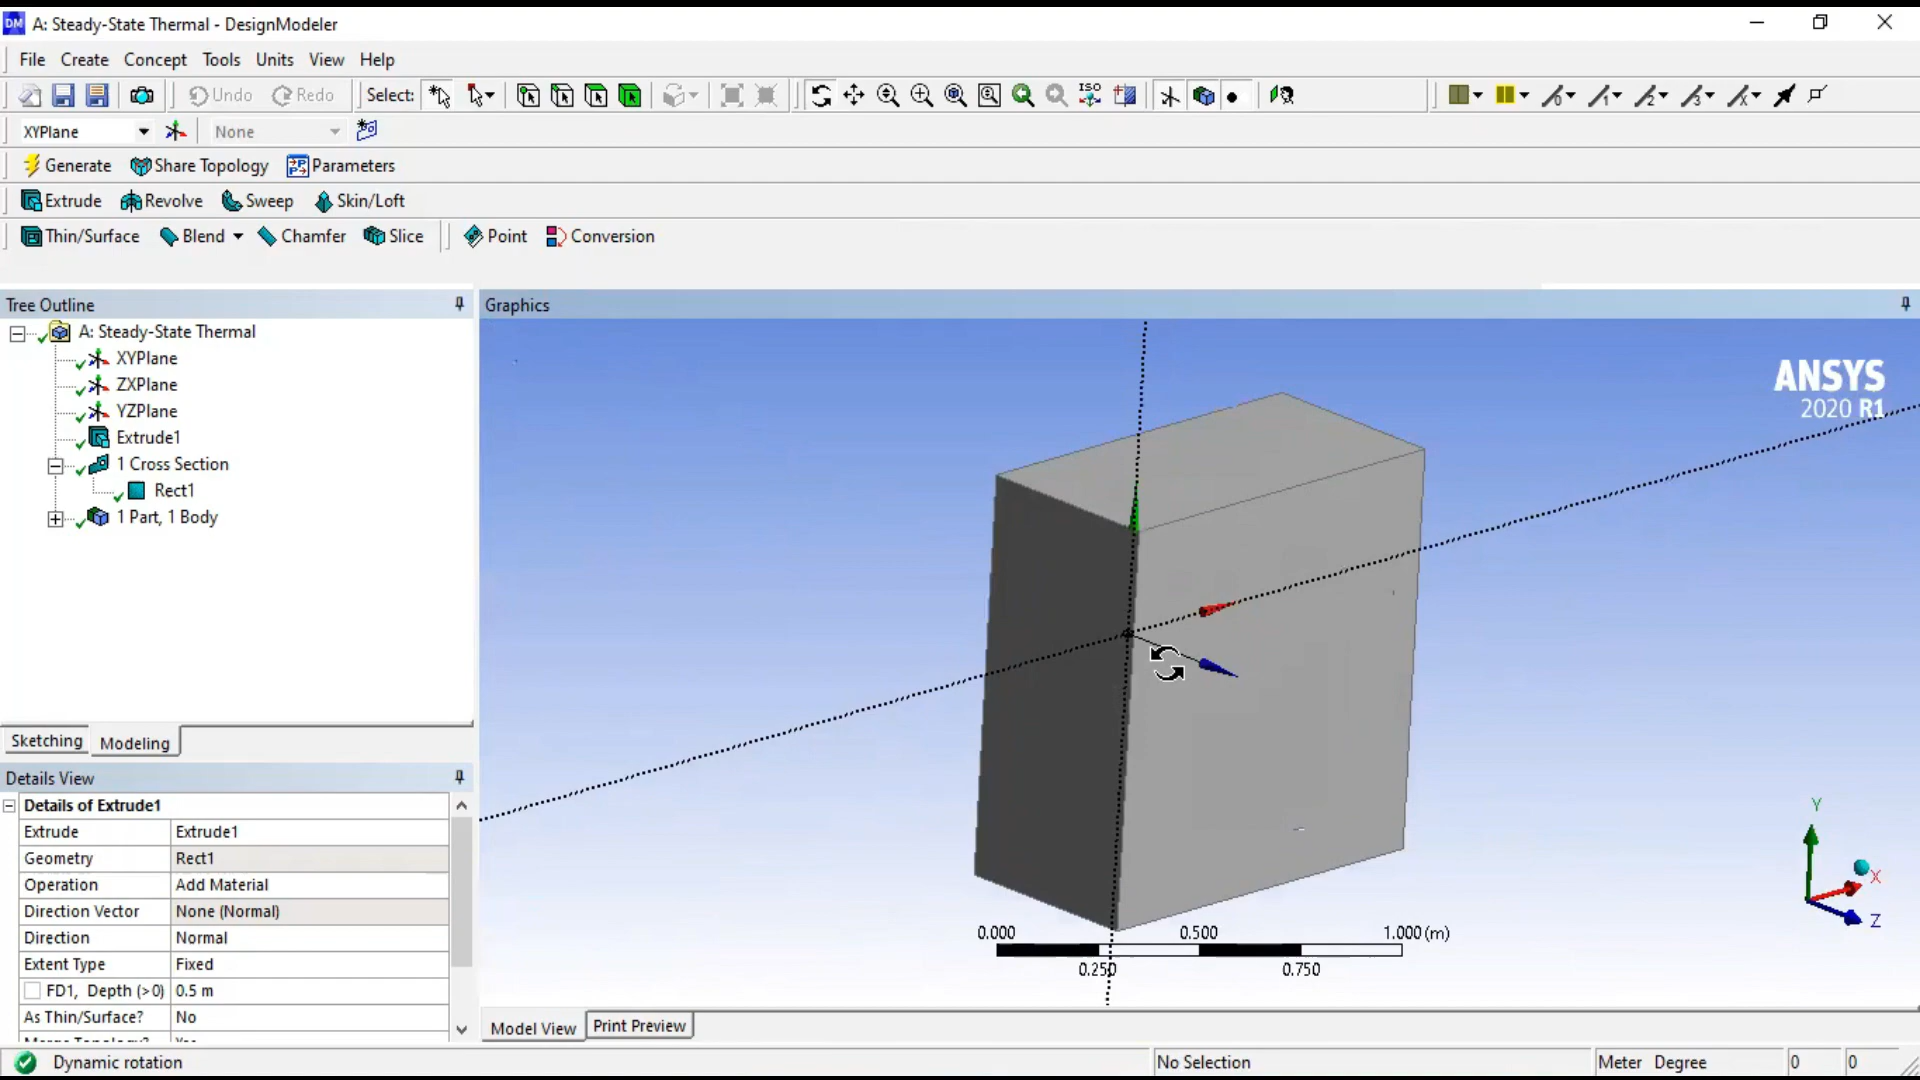 DM A: Steady-State Thermal - DesignModeler
File Create Concept Tools Units View Help
Undo Redo Select: ISO
XYPlane None
Generate Share Topology Parameters
Extrude Revolve Sweep Skin/Loft
Thin/Surface Blend Chamfer Slice Point Conversion
Tree Outline
A: Steady-State Thermal
XYPlane
ZXPlane
YZPlane
Extrude1
1 Cross Section
Rect1
1 Part, 1 Body
Sketching Modeling
Details View
Details of Extrude1
Extrude Extrude1
Geometry Rect1
Operation Add Material
Direction Vector None (Normal)
Direction Normal
Extent Type Fixed
FD1, Depth (>0) 0.5 m
As Thin/Surface? No
Merge Topology? Yes
Graphics
ANSYS
2020 R1
0.000 0.500 1.000 (m)
0.250 0.750
Y
X
Z
Model View Print Preview
Dynamic rotation No Selection Meter Degree 0 0